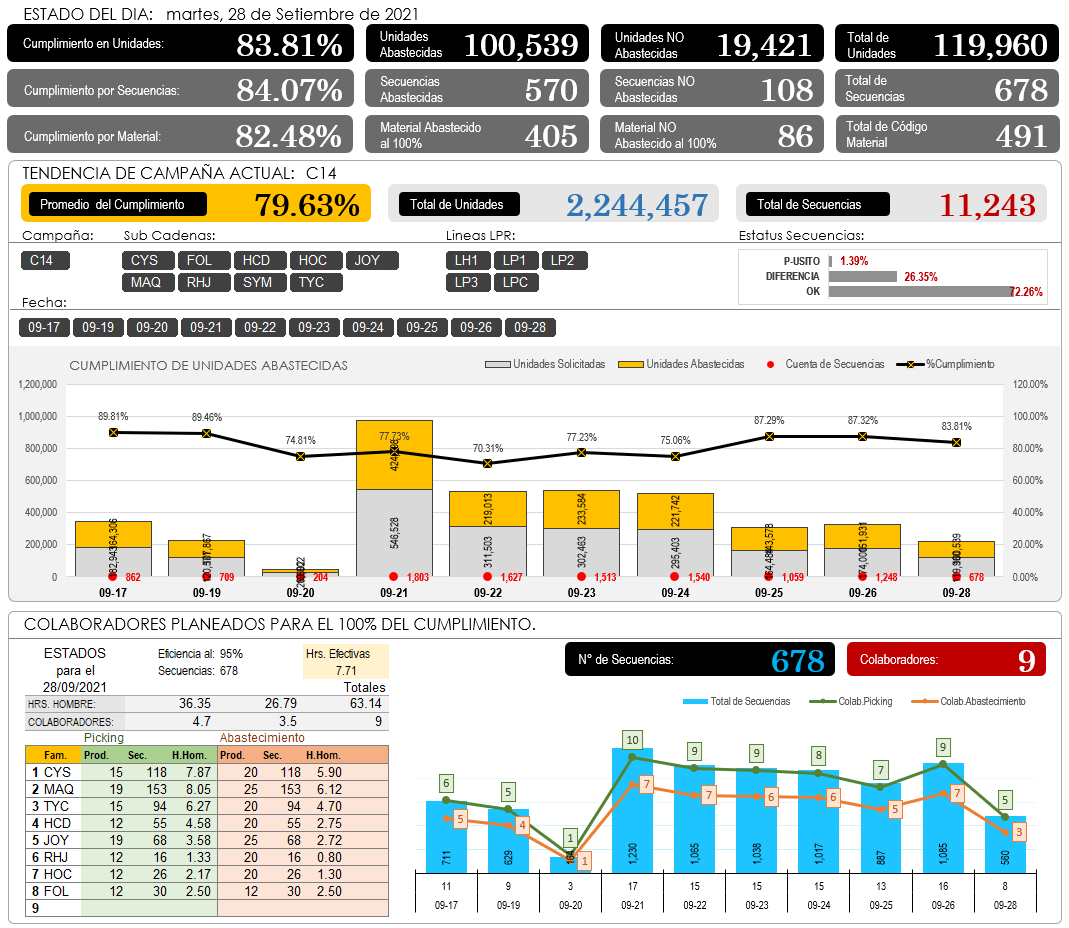 ESTADO DEL DIA: martes, 28 de Setiembre de 2021
Cumplimiento en Unidades: 83.81%
Unidades Abastecidas 100,539
Unidades NO Abastecidas 19,421
Total de Unidades 119,960
Cumplimiento por Secuencias: 84.07%
Secuencias Abastecidas 570
Secuencias NO Abastecidas 108
Total de Secuencias 678
Cumplimiento por Material: 82.48%
Material Abastecido al 100% 405
Material NO Abastecido al 100% 86
Total de Código Material 491
TENDENCIA DE CAMPAÑA ACTUAL: C14
Promedio del Cumplimiento 79.63%
Total de Unidades 2,244,457
Total de Secuencias 11,243
Campaña: Sub Cadenas: Lineas LPR: Estatus Secuencias:
C14 CYS FOL HCD HOC JOY LH1 LP1 LP2
MAQ RHJ SYM TYC LP3 LPC
P-USITO 1.39%
DIFERENCIA 26.35%
OK 72.26%
Fecha:
09-17 09-19 09-20 09-21 09-22 09-23 09-24 09-25 09-26 09-28
CUMPLIMIENTO DE UNIDADES ABASTECIDAS
Unidades Solicitadas Unidades Abastecidas Cuenta de Secuencias %Cumplimiento
1,200,000 120.00%
1,000,000 100.00%
800,000 80.00%
600,000 60.00%
400,000 40.00%
200,000 20.00%
0 0.00%
89.81% 89.46% 74.81% 77.73% 70.31% 77.23% 75.06% 87.29% 87.32% 83.81%
219,013 233,584 221,742
546,528 311,503 302,463 295,403
862 709 204 1,803 1,627 1,513 1,540 1,059 1,248 678
09-17 09-19 09-20 09-21 09-22 09-23 09-24 09-25 09-26 09-28
COLABORADORES PLANEADOS PARA EL 100% DEL CUMPLIMIENTO.
ESTADOS para el 28/09/2021
Eficiencia al: 95%
Secuencias: 678
Hrs. Efectivas
7.71
Totales
HRS. HOMBRE: 36.35 26.79 63.14
COLABORADORES: 4.7 3.5 9
Picking Abastecimiento
Fam. Prod. Sec. H.Hom. Prod. Sec. H.Hom.
1 CYS 15 118 7.87 20 118 5.90
2 MAQ 19 153 8.05 25 153 6.12
3 TYC 15 94 6.27 20 94 4.70
4 HCD 12 55 4.58 20 55 2.75
5 JOY 19 68 3.58 25 68 2.72
6 RHJ 12 16 1.33 20 16 0.80
7 HOC 12 26 2.17 20 26 1.30
8 FOL 12 30 2.50 12 30 2.50
9
N° de Secuencias: 678
Colaboradores: 9
Total de Secuencias Colab.Picking Colab.Abastecimiento
6 5 1 10 9 9 8 7 9 5
5 4 1 7 7 6 6 5 7 3
711 629 1,230 1,065 1,038 1,017 887 1,085 560
11 9 3 17 15 15 15 13 16 8
09-17 09-19 09-20 09-21 09-22 09-23 09-24 09-25 09-26 09-28